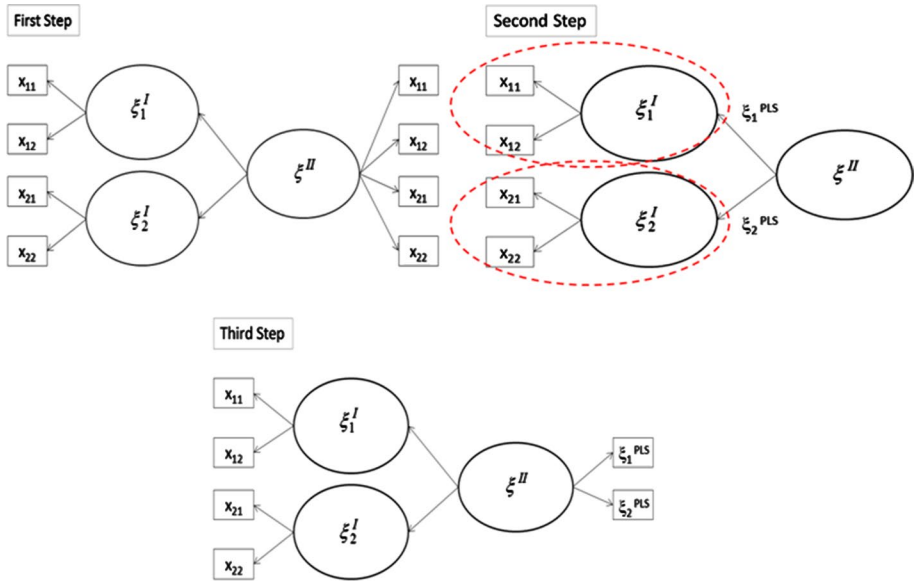 First Step
x₁₁
x₁₂
x₂₁
x₂₂
ξ₁ᴵ
ξ₂ᴵ
ξᴵᴵ
x₁₁
x₁₂
x₂₁
x₂₂
Second Step
x₁₁
x₁₂
x₂₁
x₂₂
ξ₁ᴵ
ξ₂ᴵ
ξ₁ᴾᴸˢ
ξ₂ᴾᴸˢ
ξᴵᴵ
Third Step
x₁₁
x₁₂
x₂₁
x₂₂
ξ₁ᴵ
ξ₂ᴵ
ξᴵᴵ
ξ₁ᴾᴸˢ
ξ₂ᴾᴸˢ